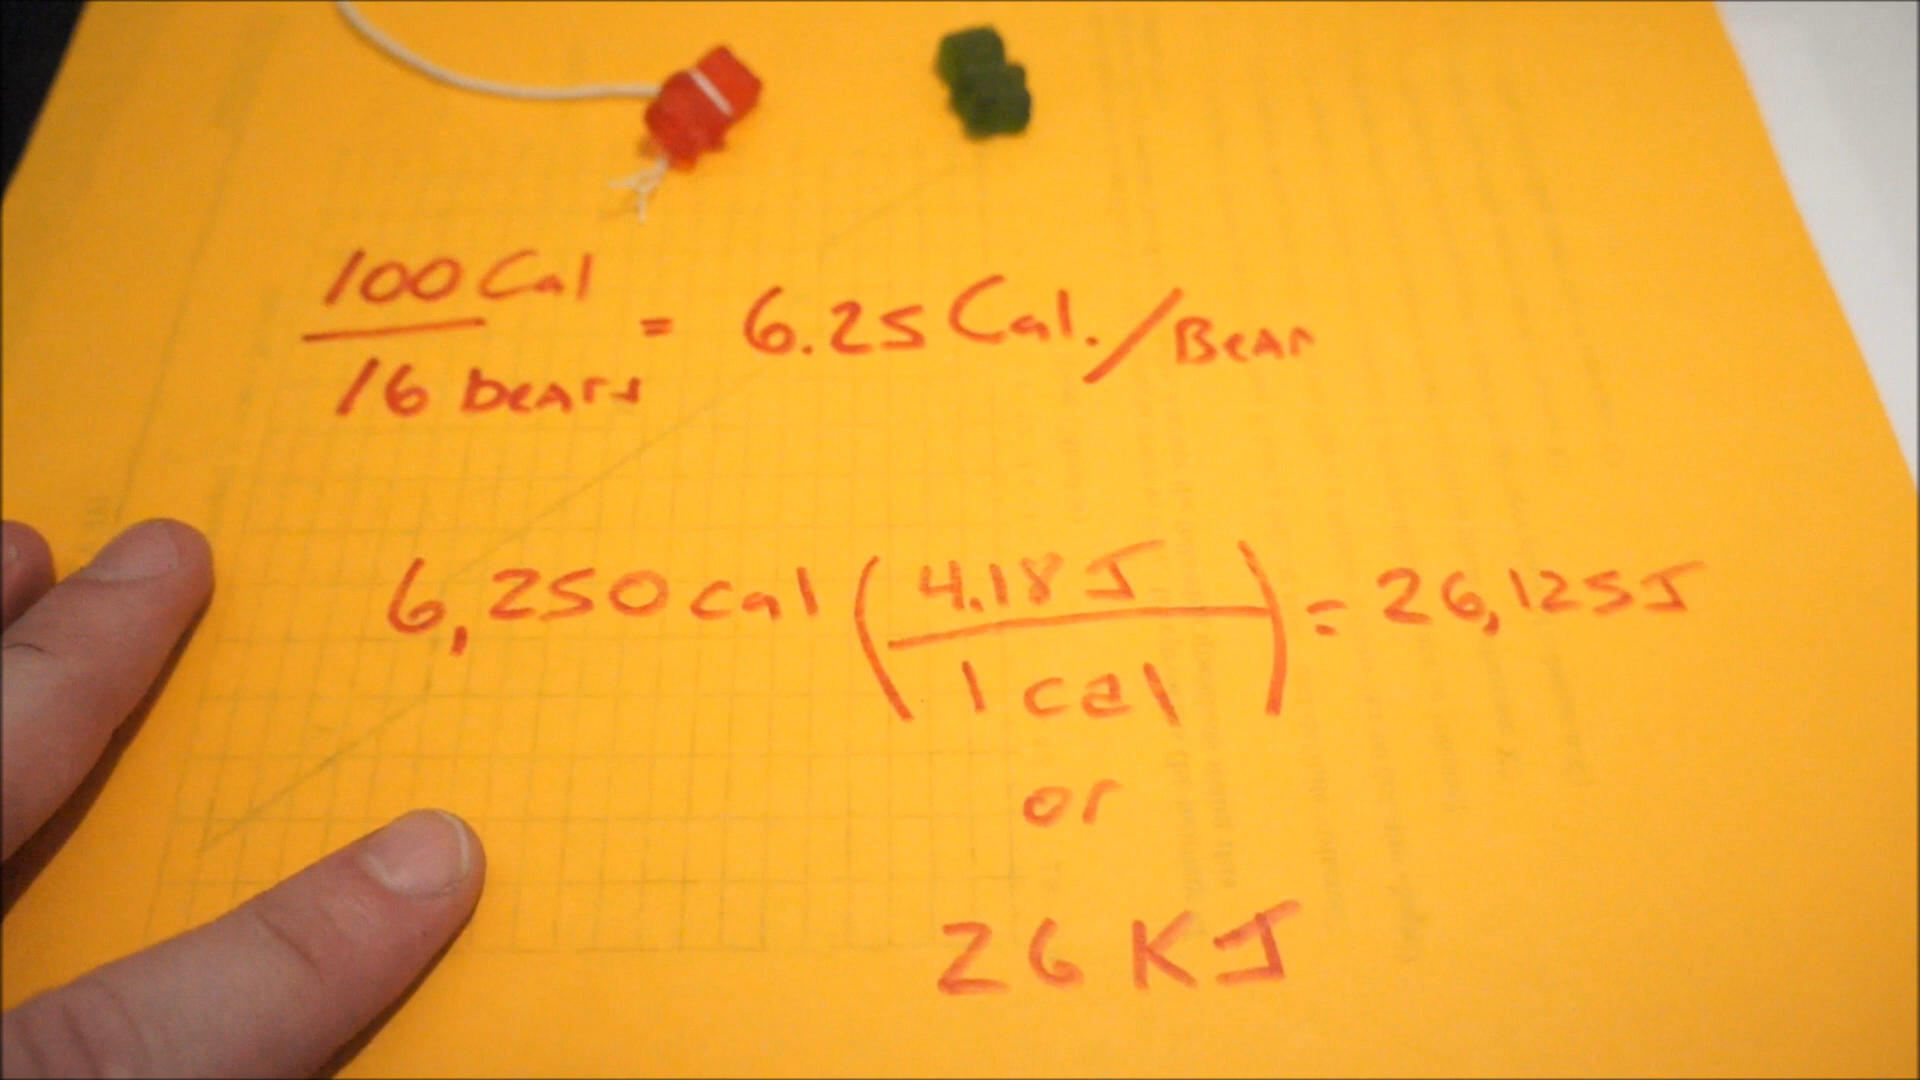 100 Cal
16 bears
= 6.25 Cal./Bear
6,250 cal (4.18 J
1 cal) = 26,125 J
or
26 KJ